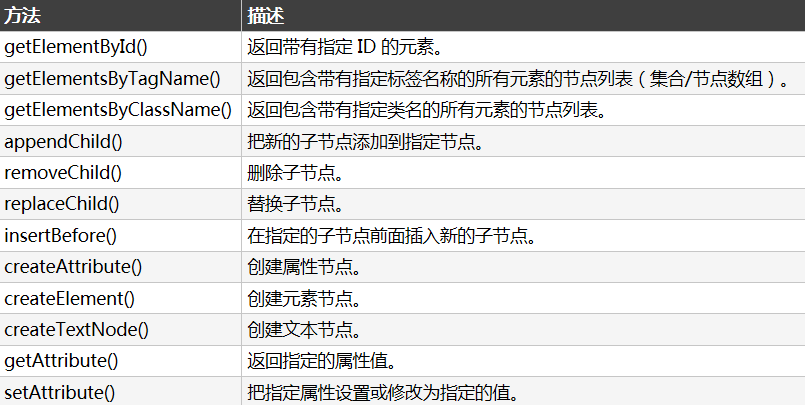 方法 描述
getElementById() 返回带有指定 ID 的元素。
getElementsByTagName() 返回包含带有指定标签名称的所有元素的节点列表（集合/节点数组）。
getElementsByClassName() 返回包含带有指定类名的所有元素的节点列表。
appendChild() 把新的子节点添加到指定节点。
removeChild() 删除子节点。
replaceChild() 替换子节点。
insertBefore() 在指定的子节点前面插入新的子节点。
createAttribute() 创建属性节点。
createElement() 创建元素节点。
createTextNode() 创建文本节点。
getAttribute() 返回指定的属性值。
setAttribute() 把指定属性设置或修改为指定的值。